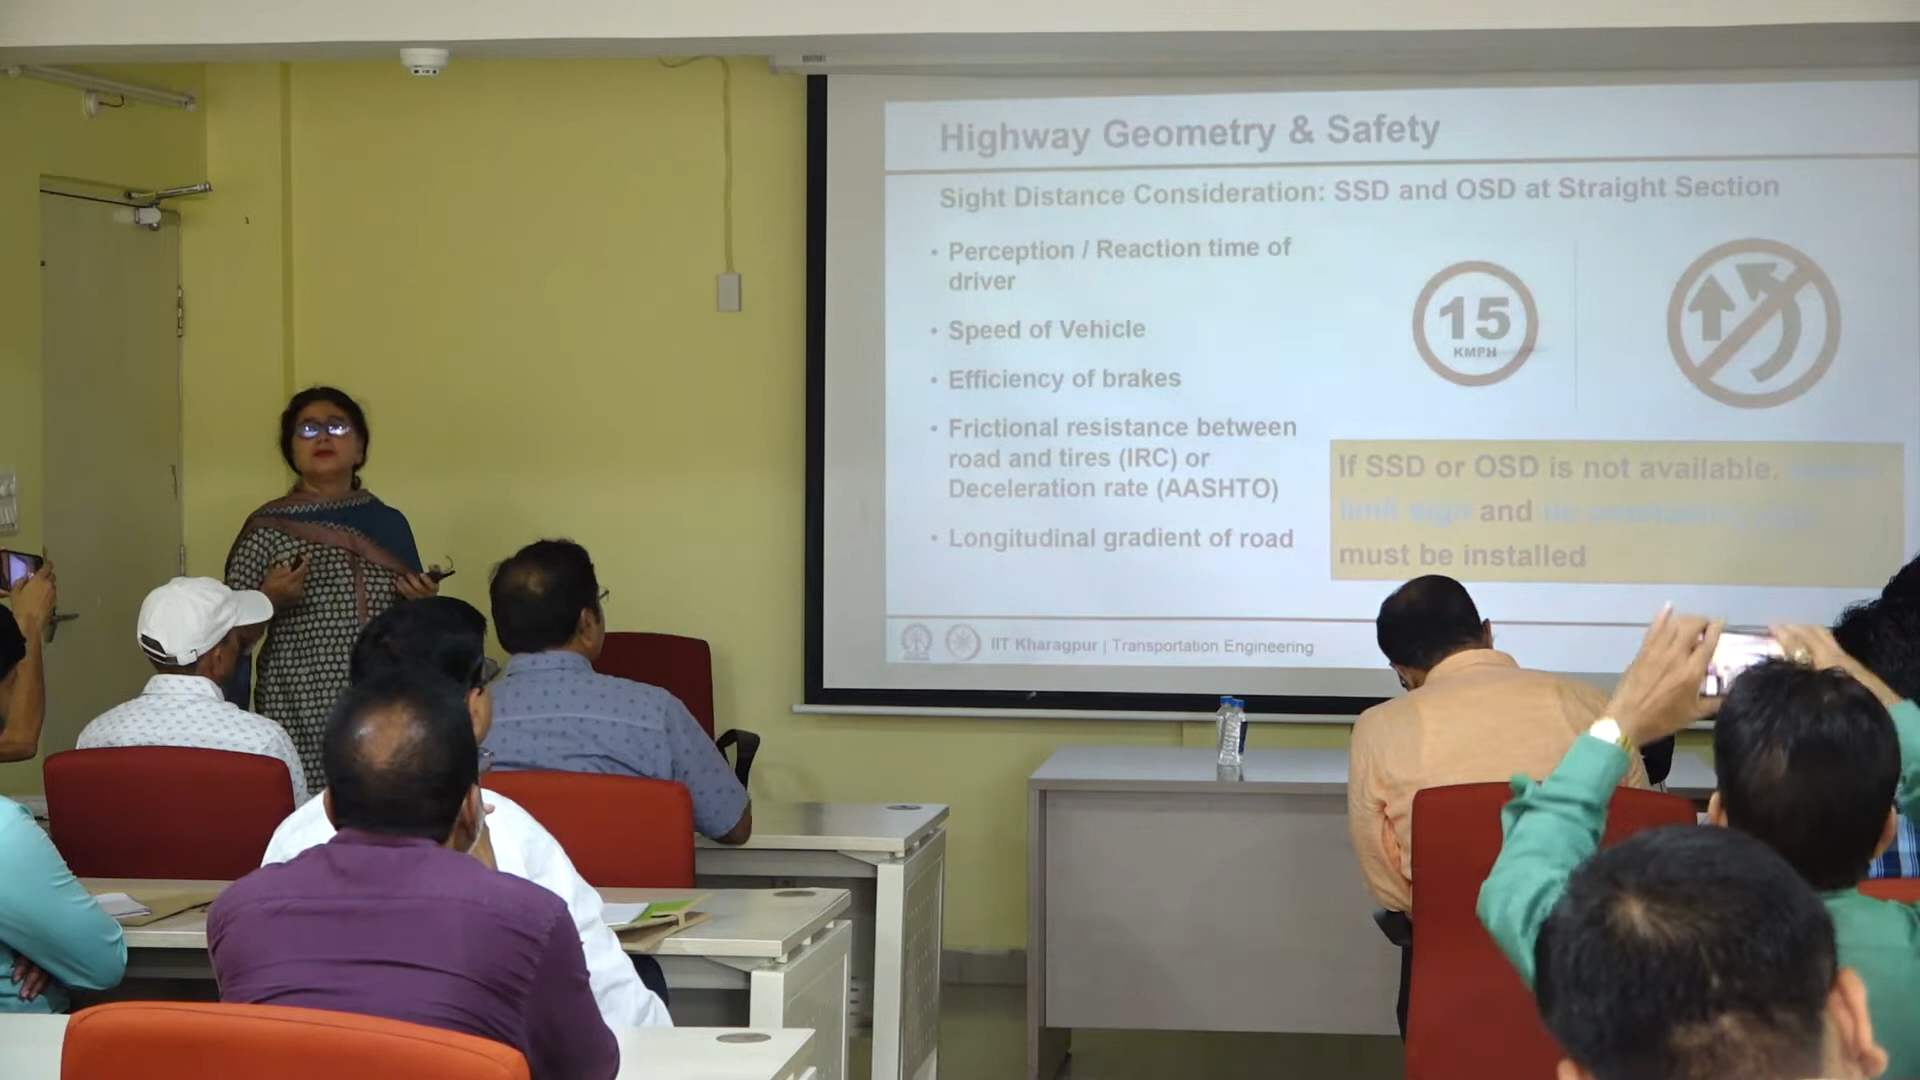 Highway Geometry & Safety
Sight Distance Consideration: SSD and OSD at Straight Section
• Perception / Reaction time of
driver
• Speed of Vehicle
• Efficiency of brakes
• Frictional resistance between
road and tires (IRC) or
Deceleration rate (AASHTO)
• Longitudinal gradient of road
15
KMPH
If SSD or OSD is not available,
limit sign and
must be installed
IIT Kharagpur | Transportation Engineering